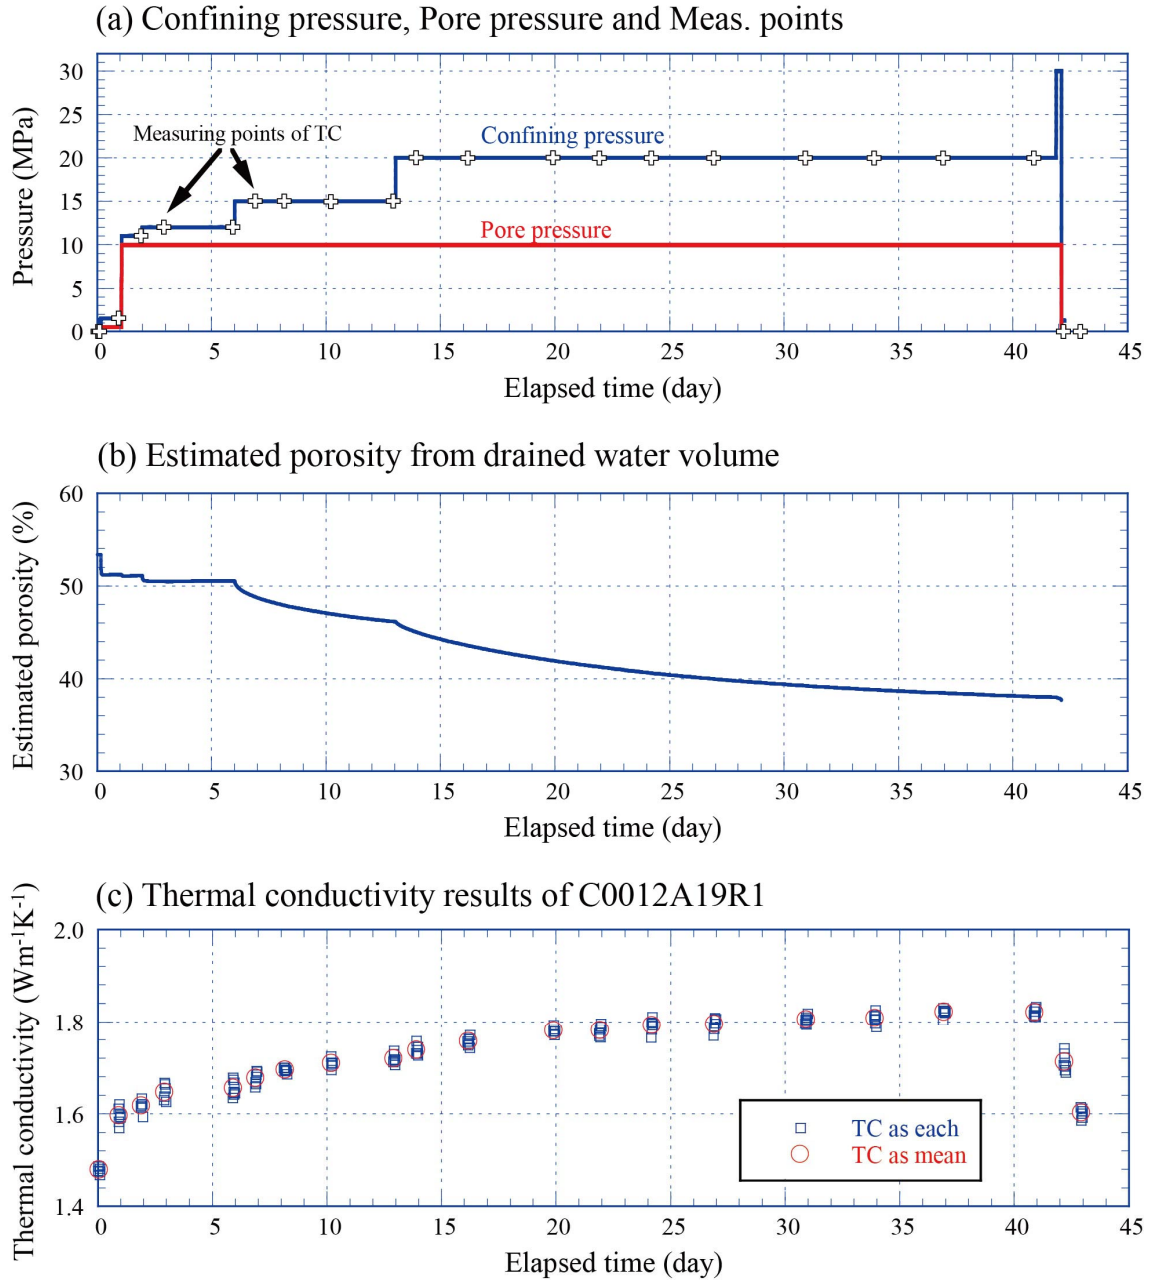 (a) Confining pressure, Pore pressure and Meas. points
Pressure (MPa)
30
25
20
15
10
5
0
Measuring points of TC
Confining pressure
Pore pressure
0 5 10 15 20 25 30 35 40 45
Elapsed time (day)
(b) Estimated porosity from drained water volume
Estimated porosity (%)
60
50
40
30
0 5 10 15 20 25 30 35 40 45
Elapsed time (day)
(c) Thermal conductivity results of C0012A19R1
Thermal conductivity (Wm⁻¹K⁻¹)
2.0
1.8
1.6
1.4
TC as each
TC as mean
0 5 10 15 20 25 30 35 40 45
Elapsed time (day)